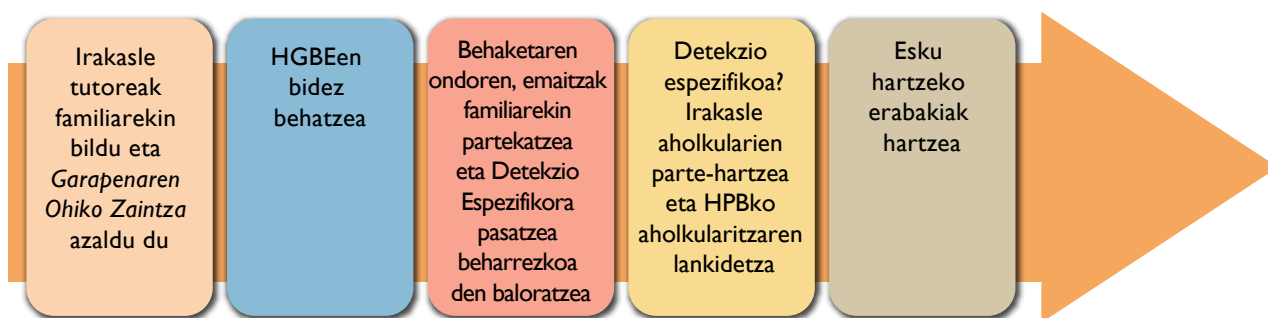 Irakasle
tutoreak
familiarekin
bildu eta
Garapenaren
Ohiko Zaintza
azaldu du
HGBEen
bidez
behatzea
Behaketaren
ondoren, emaitzak
familiarekin
partekatzea
eta Detekzio
Espezifikora
pasatzea
beharrezkoa
den baloratzea
Detekzio
espezifikoa?
Irakasle
aholkularien
parte-hartzea
eta HPBko
aholkularitzaren
lankidetza
Esku
hartzeko
erabakiak
hartzea